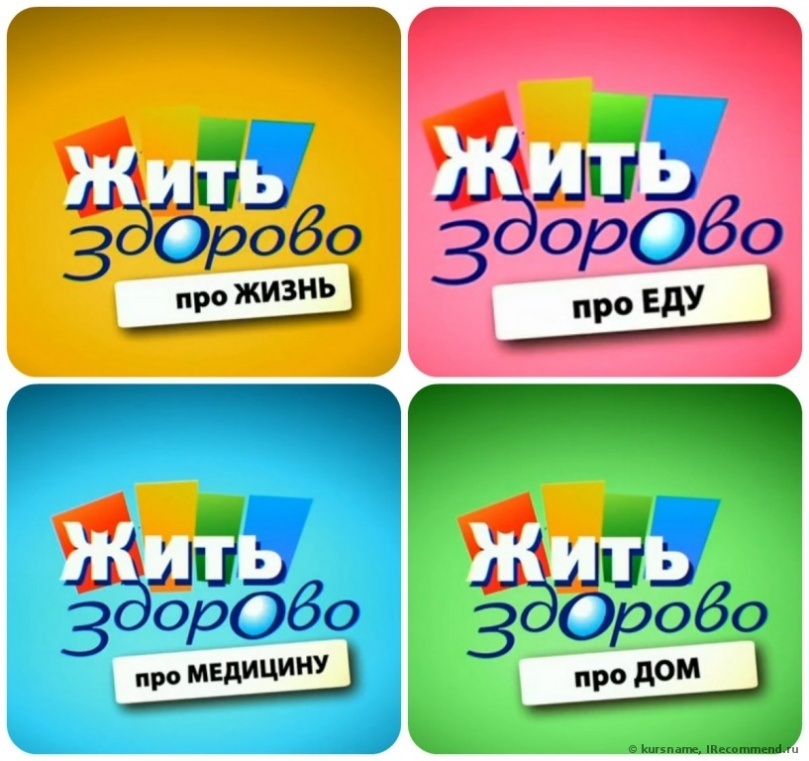 Жить
здорово
про ЖИЗНЬ
Жить
здорово
про ЕДУ
Жить
здорово
про МЕДИЦИНУ
Жить
здорово
про ДОМ
© kursname, IRecommend.ru